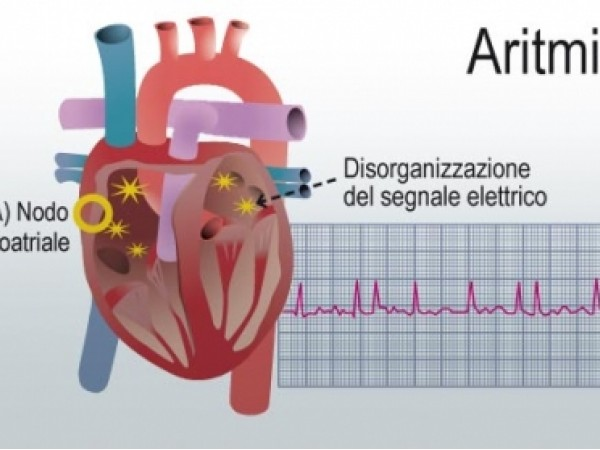 Aritmi
Disorganizzazione
del segnale elettrico
A) Nodo
oatriale